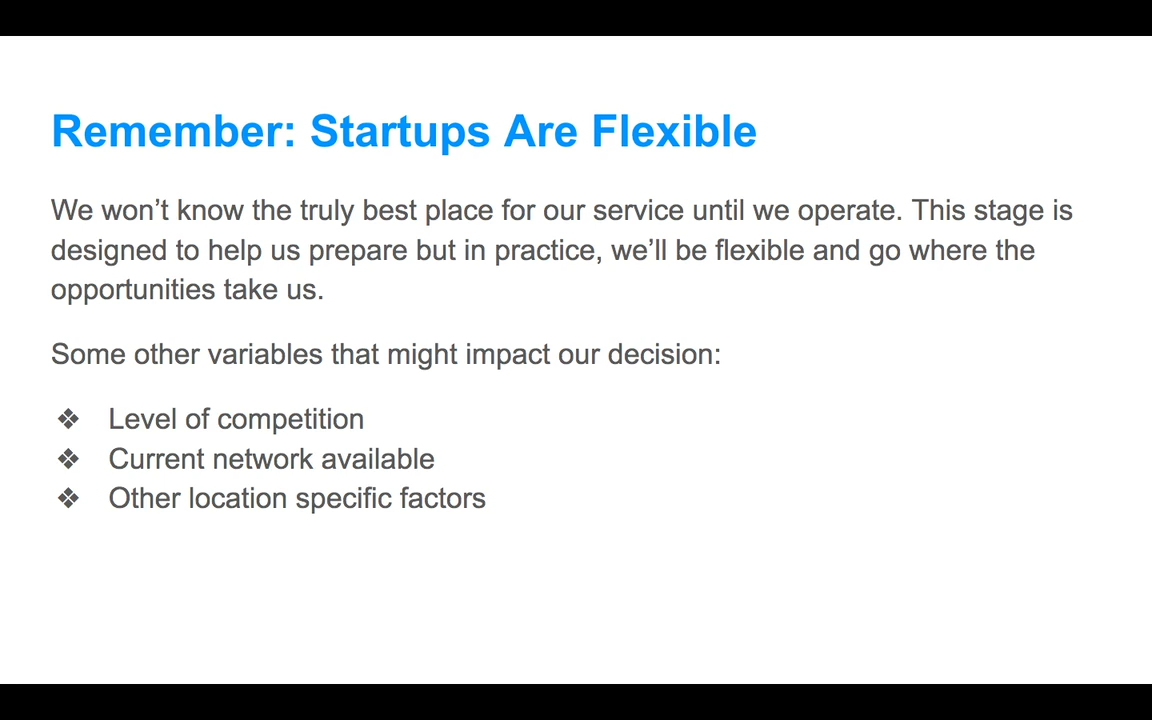 Remember: Startups Are Flexible
We won’t know the truly best place for our service until we operate. This stage is
designed to help us prepare but in practice, we’ll be flexible and go where the
opportunities take us.
Some other variables that might impact our decision:
❖ Level of competition
❖ Current network available
❖ Other location specific factors